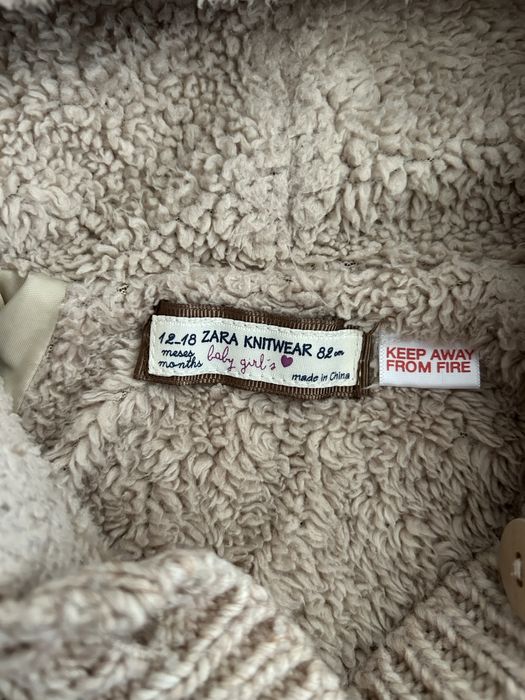 12-18 ZARA KNITWEAR 82 cm
meses
months baby girl's
made in China
KEEP AWAY
FROM FIRE